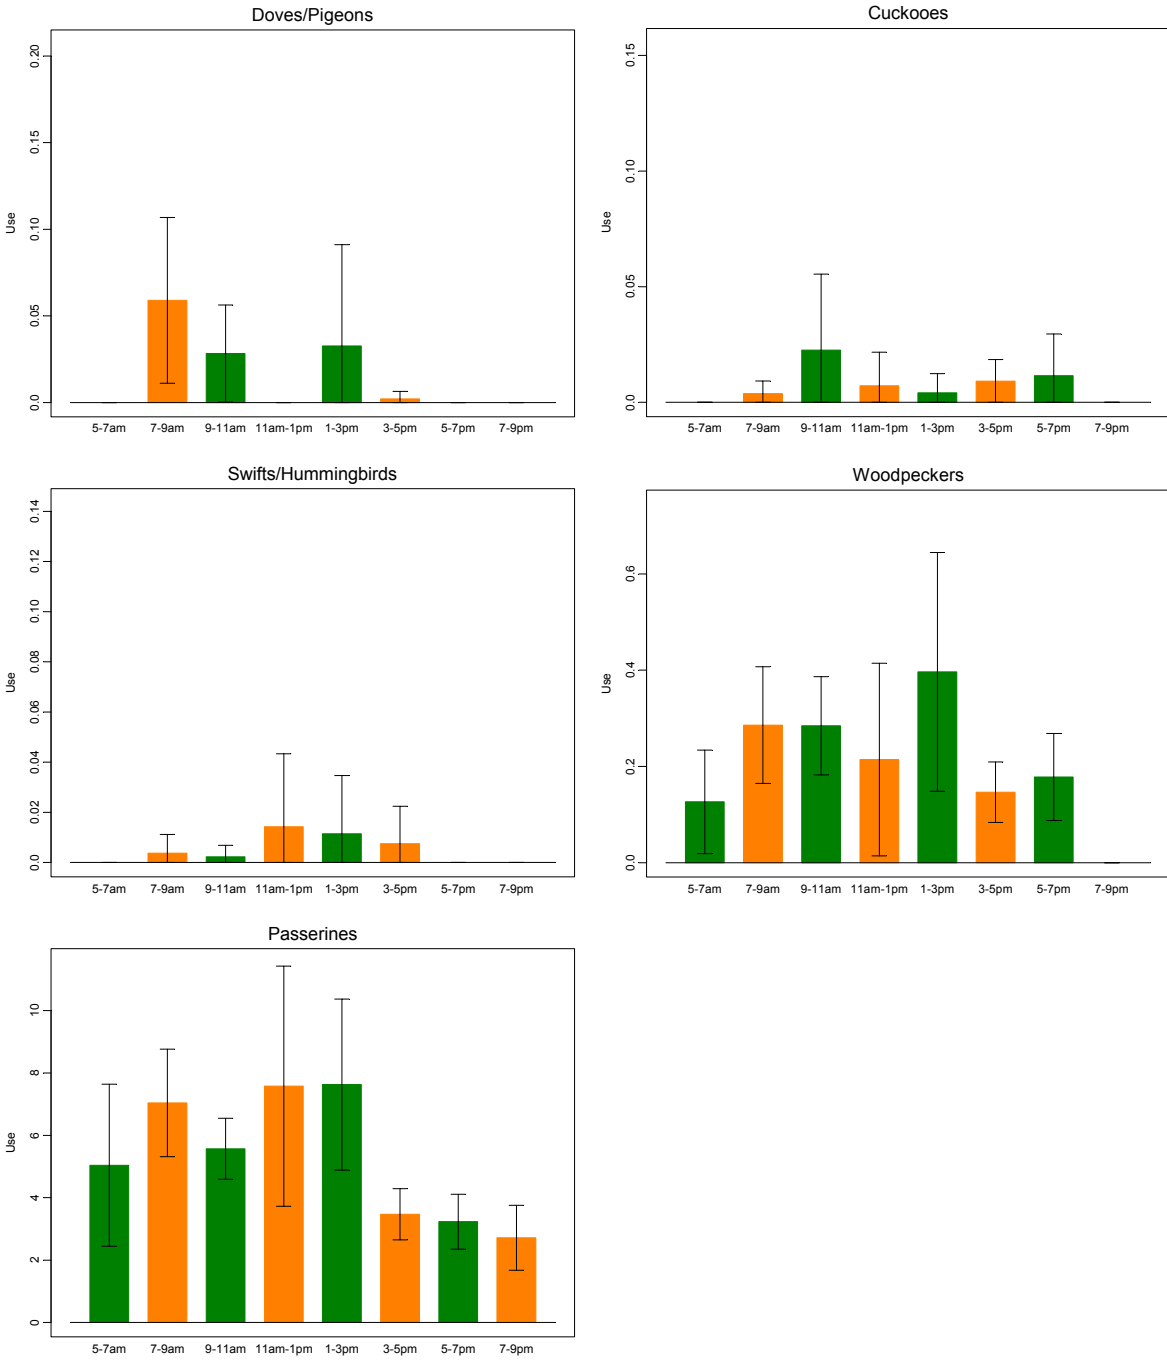 Doves/Pigeons
Use
0.20
0.15
0.10
0.05
0.0
5-7am 7-9am 9-11am 11am-1pm 1-3pm 3-5pm 5-7pm 7-9pm
Cuckooes
Use
0.15
0.10
0.05
0.0
5-7am 7-9am 9-11am 11am-1pm 1-3pm 3-5pm 5-7pm 7-9pm
Swifts/Hummingbirds
Use
0.14
0.12
0.10
0.08
0.06
0.04
0.02
0.0
5-7am 7-9am 9-11am 11am-1pm 1-3pm 3-5pm 5-7pm 7-9pm
Woodpeckers
Use
0.6
0.4
0.2
0.0
5-7am 7-9am 9-11am 11am-1pm 1-3pm 3-5pm 5-7pm 7-9pm
Passerines
Use
10
8
6
4
2
0
5-7am 7-9am 9-11am 11am-1pm 1-3pm 3-5pm 5-7pm 7-9pm